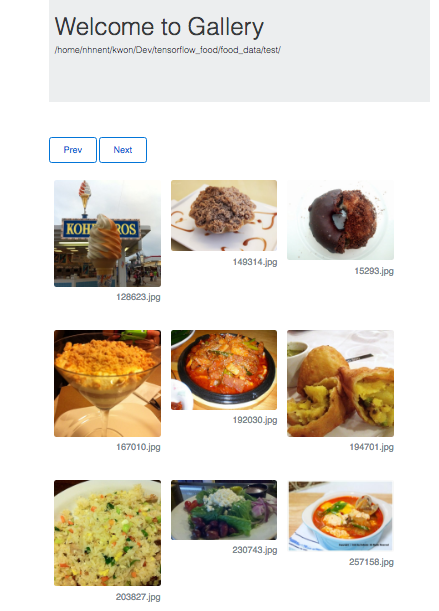 Welcome to Gallery
/home/nhnent/kwon/Dev/tensorflow_food/food_data/test/
Prev Next
128623.jpg
149314.jpg
15293.jpg
167010.jpg
192030.jpg
194701.jpg
203827.jpg
230743.jpg
257158.jpg